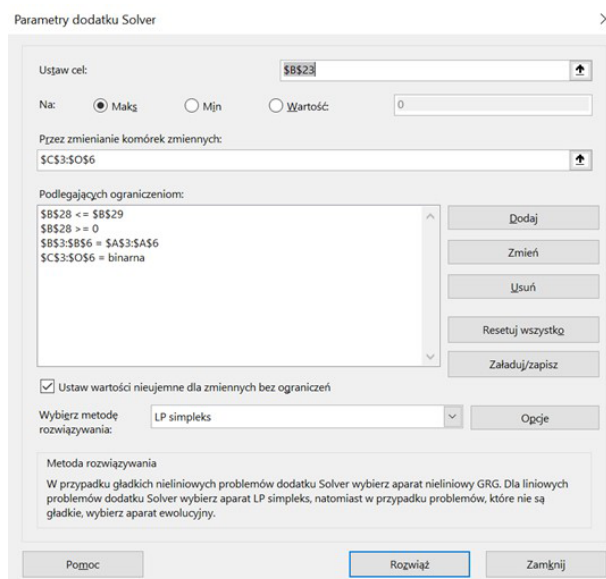 Parametry dodatku Solver
Ustaw cel:
$B$23
Na:
Maks
Min
Wartość:
0
Przez zmienianie komórek zmiennych:
$C$3:$O$6
Podlegających ograniczeniom:
$B$28 <= $B$29
$B$28 >= 0
$B$3:$B$6 = $A$3:$A$6
$C$3:$O$6 = binarna
Dodaj
Zmień
Usuń
Resetuj wszystko
Załaduj/zapisz
Ustaw wartości nieujemne dla zmiennych bez ograniczeń
Wybierz metodę
rozwiązywania:
LP simpleks
Opcje
Metoda rozwiązywania
W przypadku gładkich nieliniowych problemów dodatku Solver wybierz aparat nieliniowy GRG. Dla liniowych
problemów dodatku Solver wybierz aparat LP simpleks, natomiast w przypadku problemów, które nie są
gładkie, wybierz aparat ewolucyjny.
Pomoc
Rozwiąż
Zamknij